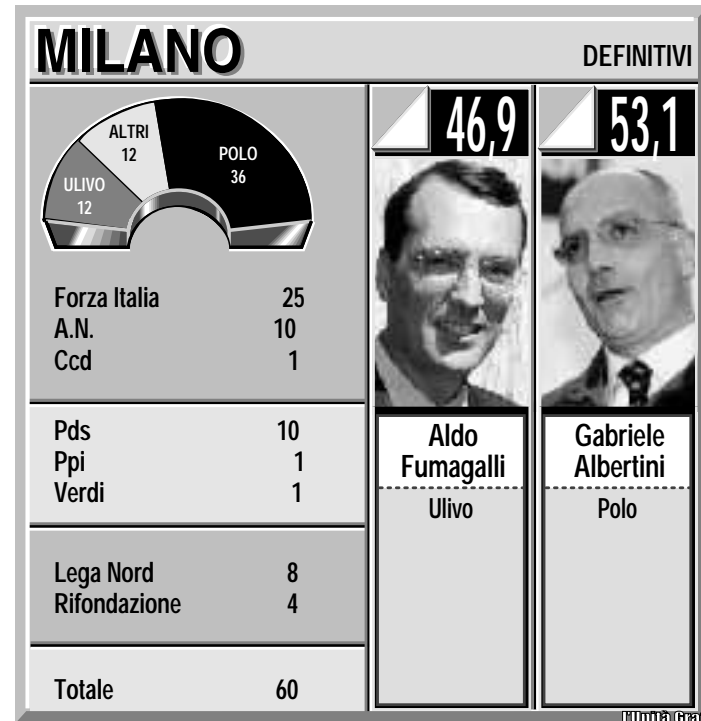 MILANO
DEFINITIVI
ALTRI
12
POLO
36
ULIVO
12
Forza Italia 25
A.N. 10
Ccd 1
Pds 10
Ppi 1
Verdi 1
Lega Nord 8
Rifondazione 4
Totale 60
46,9
Aldo
Fumagalli
Ulivo
53,1
Gabriele
Albertini
Polo